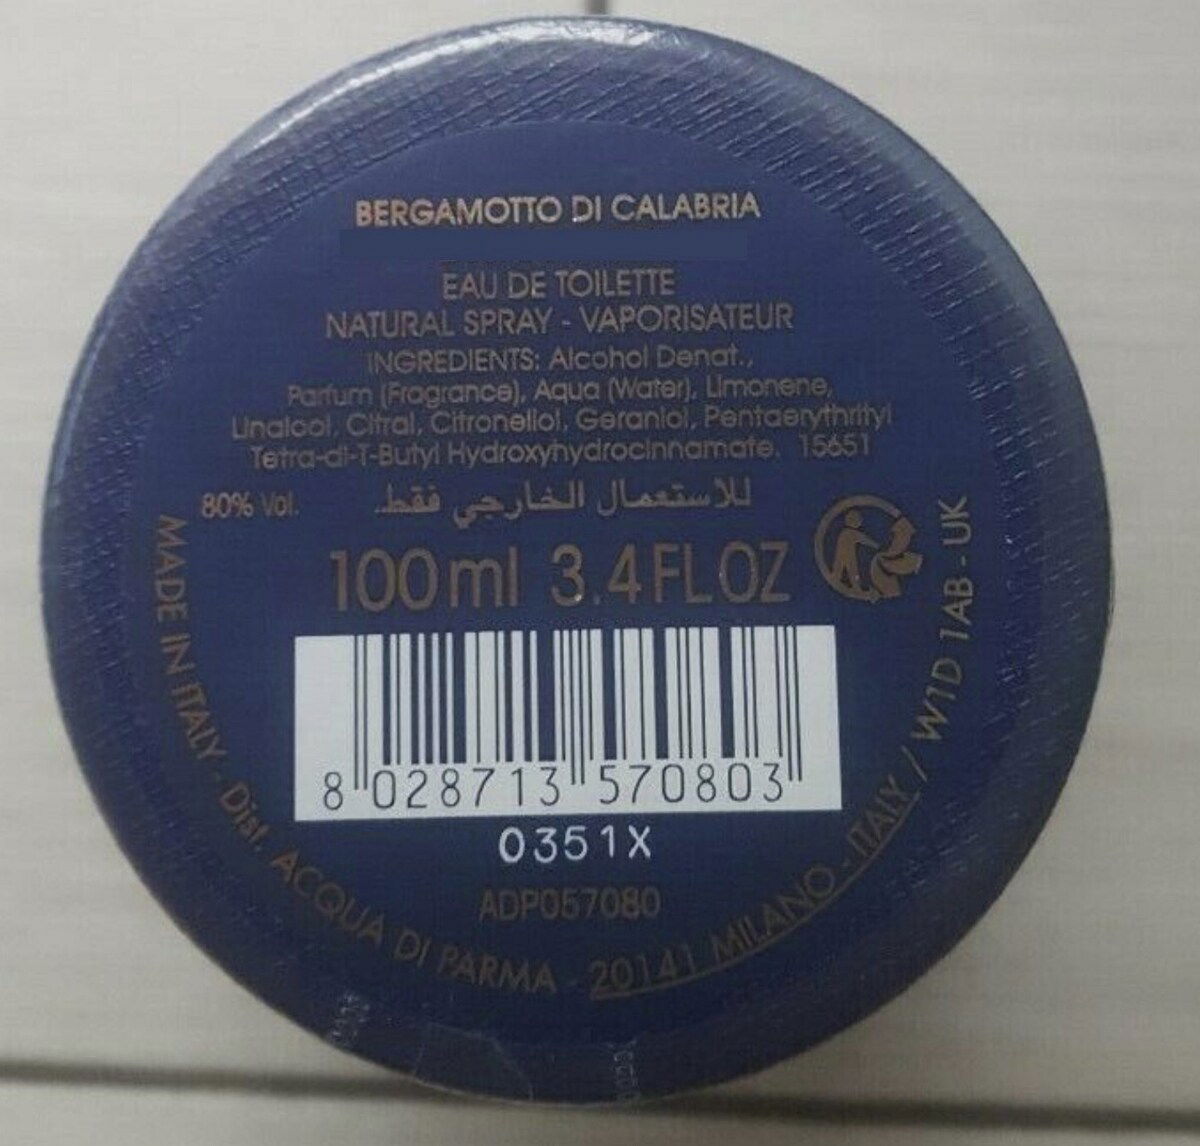 BERGAMOTTO DI CALABRIA
EAU DE TOILETTE
NATURAL SPRAY - VAPORISATEUR
INGREDIENTS: Alcohol Denat.,
Parfum (Fragrance), Aqua (Water), Limonene,
Linalool, Citral, Citronellol, Geraniol, Pentaerythrityl
Tetra-di-T-Butyl Hydroxyhydrocinnamate. 15651
80% Vol.
للاستعمال الخارجي فقط.
100ml 3.4FL.OZ
8 028713 570803
0351X
ADP057080
MADE IN ITALY - Dist. ACQUA DI PARMA - 20141 MILANO - ITALY / W1D 1AB - UK